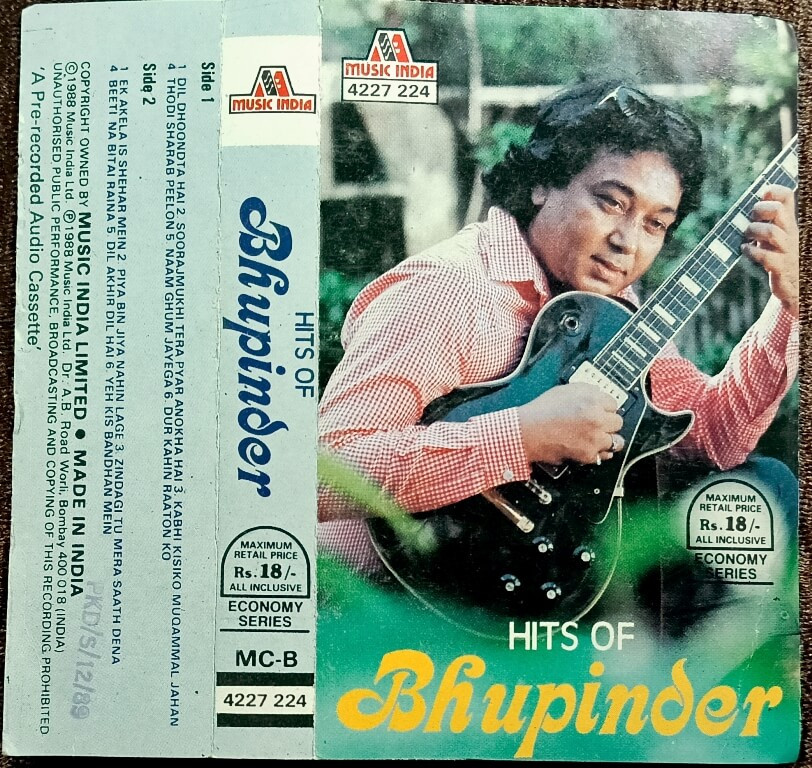 Side 1
1 DIL DHOONDTA HAI 2. SOORAJMUKHI TERA PYAR ANOKHA HAI 3. KABHI KISIKO MUQAMMAL JAHAN
4 THODI SHARAB PEELON 5. NAAM GHUM JAYEGA 6. DUR KAHIN RAATON KO
Side 2
1 EK AKELA IS SHEHAR MEIN 2. PIYA BIN JIYA NAHIN LAGE 3. ZINDAGI TU MERA SAATH DENA
4 BEETI NA BITAI RAINA 5. DIL AKHIR DIL HAI 6. YEH KIS BANDHAN MEIN
COPYRIGHT OWNED BY MUSIC INDIA LIMITED ● MADE IN INDIA
©1988 Music India Ltd. ℗1988 Music India Ltd. Dr. A.B. Road Worli, Bombay 400 018 (INDIA)
UNAUTHORISED PUBLIC PERFORMANCE, BROADCASTING AND COPYING OF THIS RECORDING PROHIBITED
'A Pre-recorded Audio Cassette'
PKD/S/12/89
MUSIC INDIA
HITS OF
Bhupinder
MAXIMUM
RETAIL PRICE
Rs.18/-
ALL INCLUSIVE
ECONOMY
SERIES
MC-B
4227 224
MUSIC INDIA
4227 224
MAXIMUM
RETAIL PRICE
Rs.18/-
ALL INCLUSIVE
ECONOMY
SERIES
HITS OF
Bhupinder